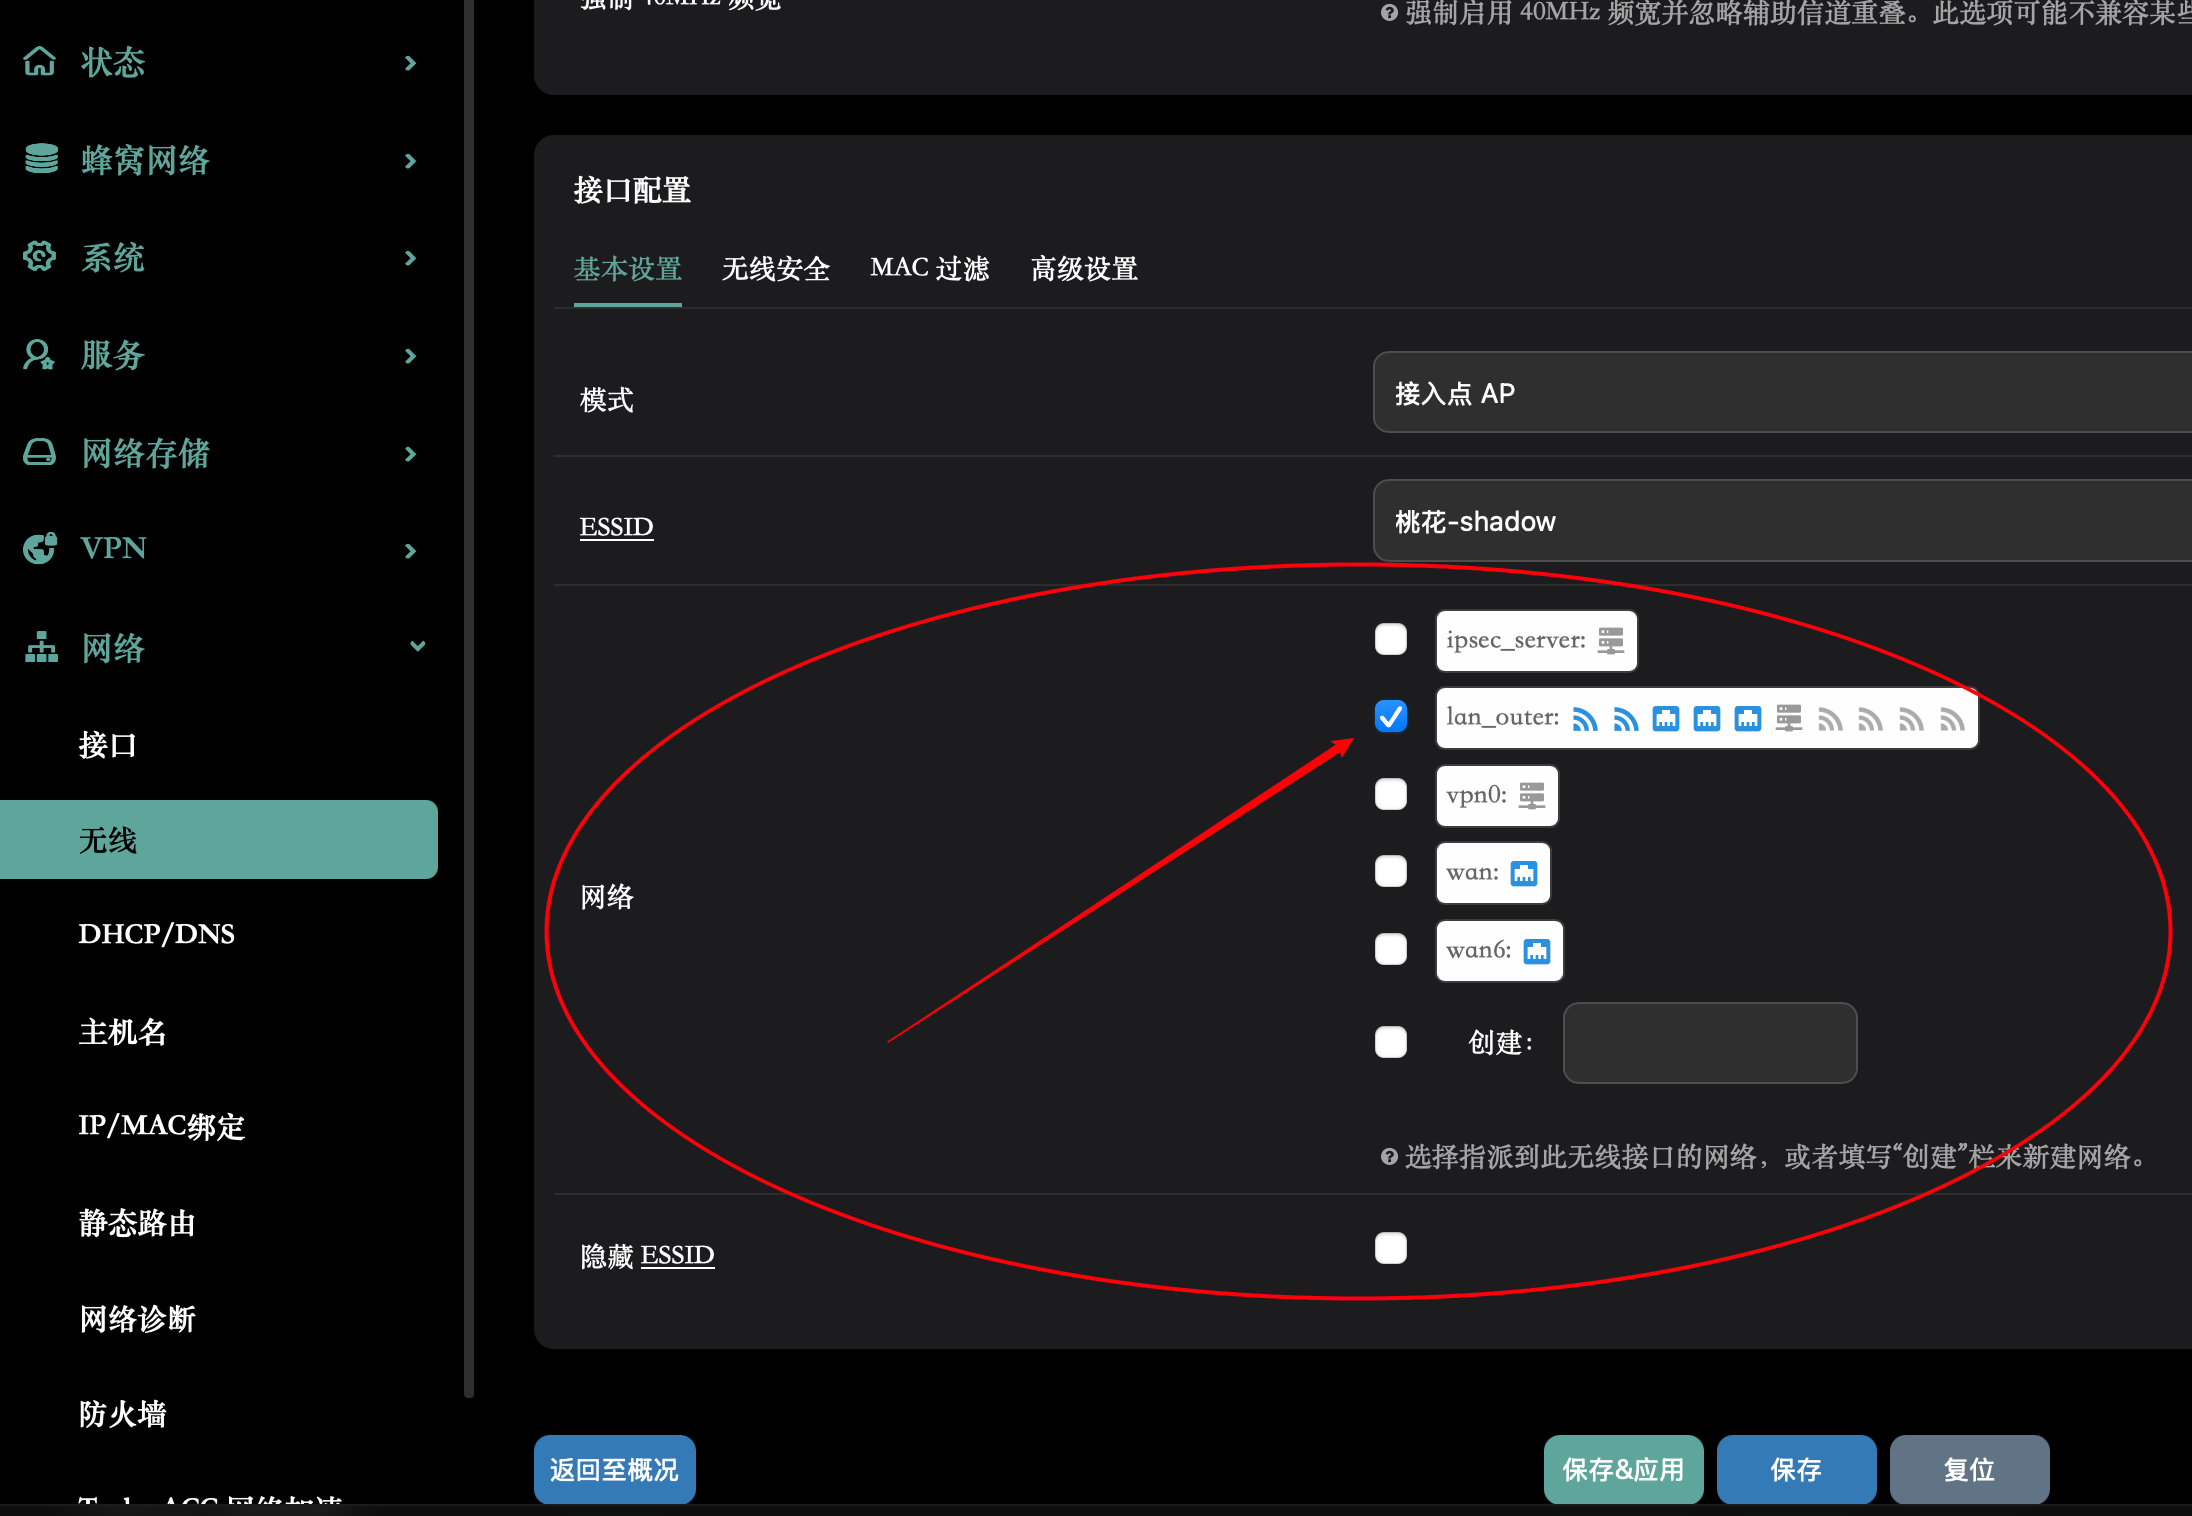 状态
蜂窝网络
系统
服务
网络存储
VPN
网络
接口
无线
DHCP/DNS
主机名
IP/MAC绑定
静态路由
网络诊断
防火墙
强制 40MHz 频宽
强制启用 40MHz 频宽并忽略辅助信道重叠。此选项可能不兼容某些
接口配置
基本设置 无线安全 MAC 过滤 高级设置
模式
接入点 AP
ESSID
桃花-shadow
网络
ipsec_server:
lan_outer:
vpn0:
wan:
wan6:
创建：
选择指派到此无线接口的网络，或者填写“创建”栏来新建网络。
隐藏 ESSID
返回至概况
保存&应用
保存
复位